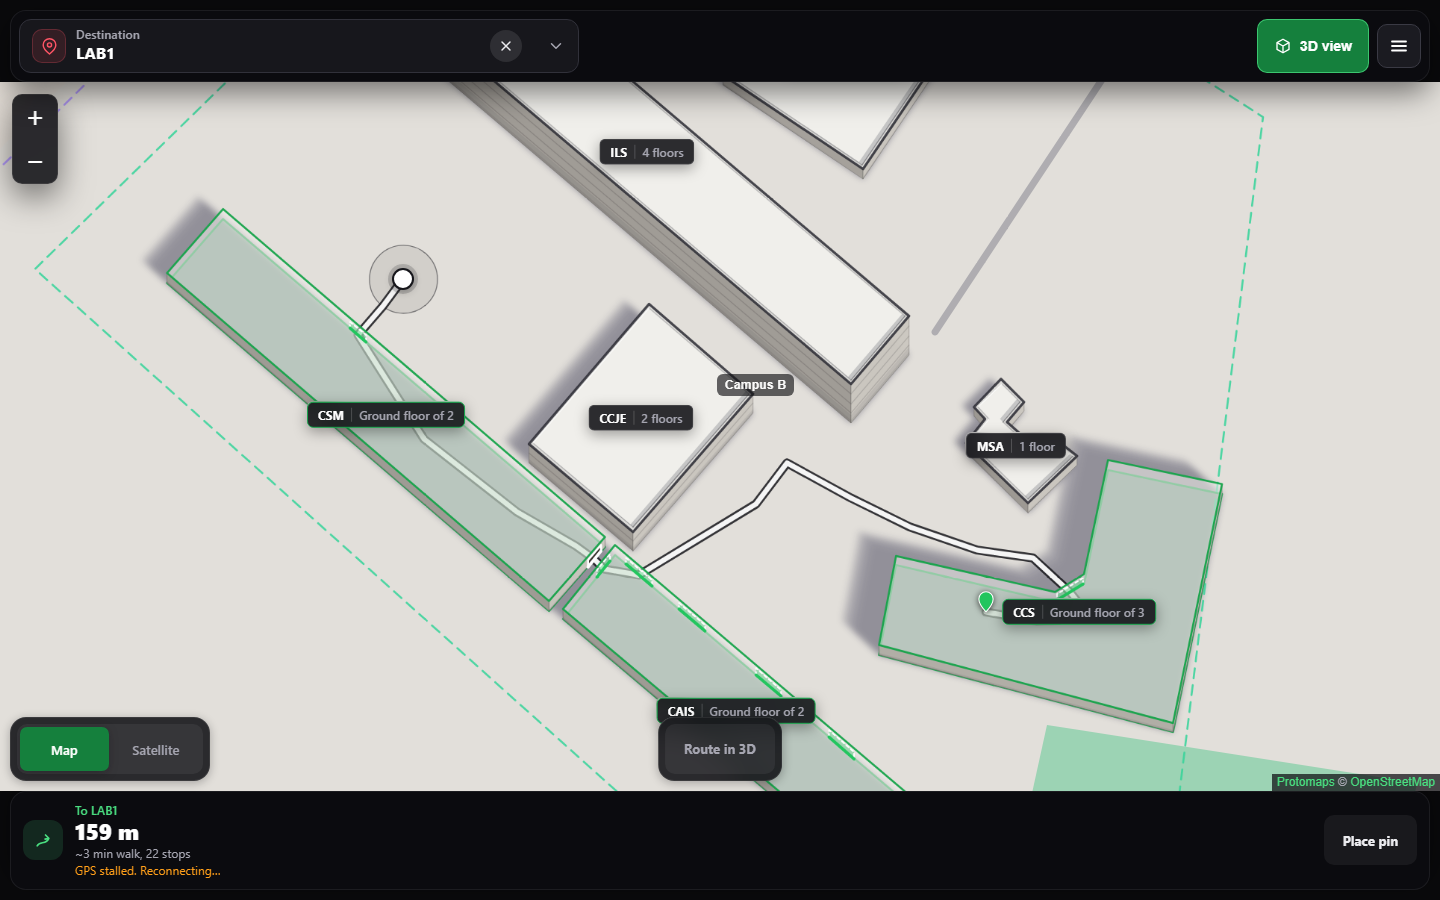 Destination
LAB1
3D view
ILS 4 floors
Campus B
CSM Ground floor of 2
CCJE 2 floors
MSA 1 floor
CCS Ground floor of 3
CAIS Ground floor of 2
Route in 3D
Map
Satellite
Protomaps © OpenStreetMap
To LAB1
159 m
~3 min walk, 22 stops
GPS stalled. Reconnecting...
Place pin